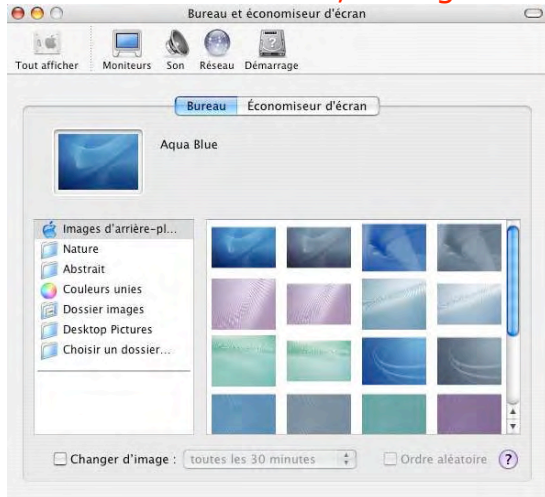 Bureau et économiseur d'écran
Tout afficher Moniteurs Son Réseau Démarrage
Bureau Économiseur d'écran
Aqua Blue
Images d'arrière-pl...
Nature
Abstrait
Couleurs unies
Dossier images
Desktop Pictures
Choisir un dossier...
Changer d'image : toutes les 30 minutes Ordre aléatoire ?